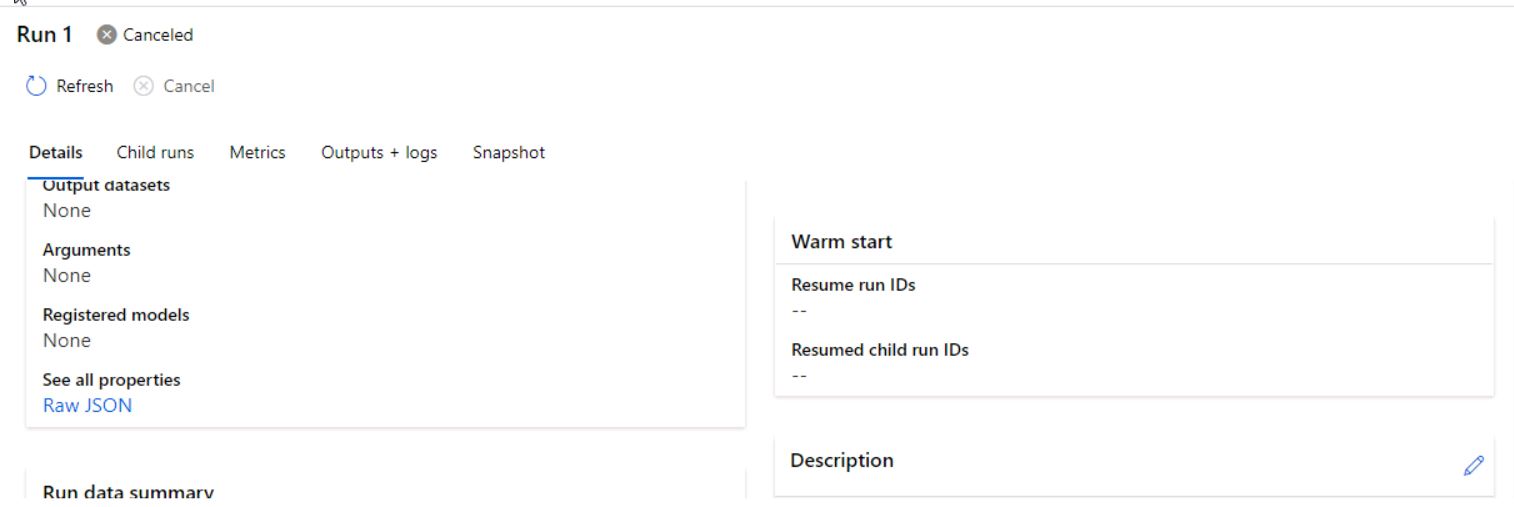 Run 1 Canceled
Refresh Cancel
Details Child runs Metrics Outputs + logs Snapshot
Output datasets
None
Arguments
None
Registered models
None
See all properties
Raw JSON
Run data summary
Warm start
Resume run IDs
--
Resumed child run IDs
--
Description